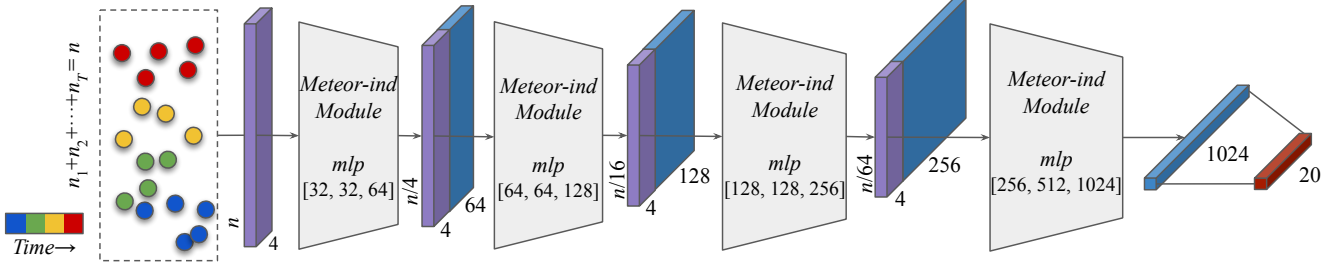 n₁+n₂+⋯+n_T = n
Time→
n
4
Meteor-ind
Module
mlp
[32, 32, 64]
n/4
4
64
Meteor-ind
Module
mlp
[64, 64, 128]
n/16
4
128
Meteor-ind
Module
mlp
[128, 128, 256]
n/64
4
256
Meteor-ind
Module
mlp
[256, 512, 1024]
1024
20